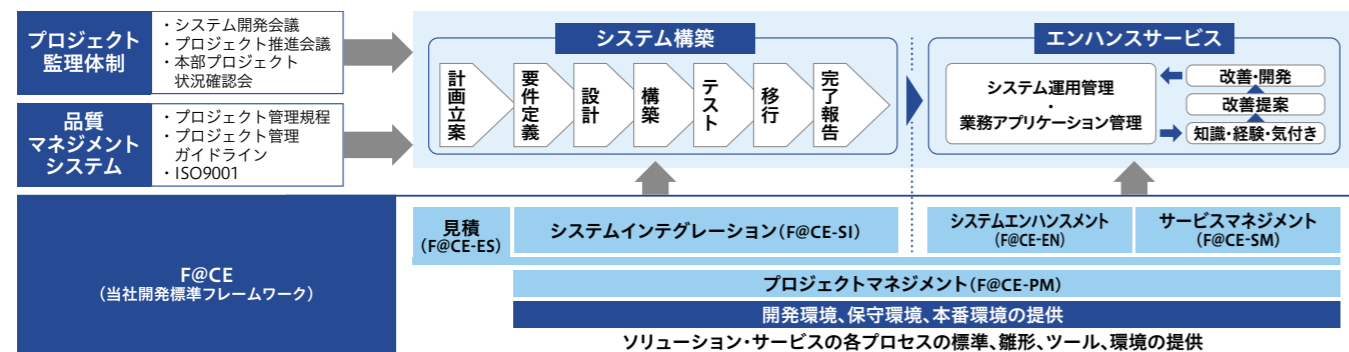 プロジェクト
監理体制
・システム開発会議
・プロジェクト推進会議
・本部プロジェクト
状況確認会
品質
マネジメント
システム
・プロジェクト管理規程
・プロジェクト管理
ガイドライン
・ISO9001
システム構築
計画立案
要件定義
設計
構築
テスト
移行
完了報告
エンハンスサービス
システム運用管理
・
業務アプリケーション管理
改善・開発
改善提案
知識・経験・気付き
F@CE
（当社開発標準フレームワーク）
見積
（F@CE-ES）
システムインテグレーション（F@CE-SI）
システムエンハンスメント
（F@CE-EN）
サービスマネジメント
（F@CE-SM）
プロジェクトマネジメント（F@CE-PM）
開発環境、保守環境、本番環境の提供
ソリューション・サービスの各プロセスの標準、雛形、ツール、環境の提供